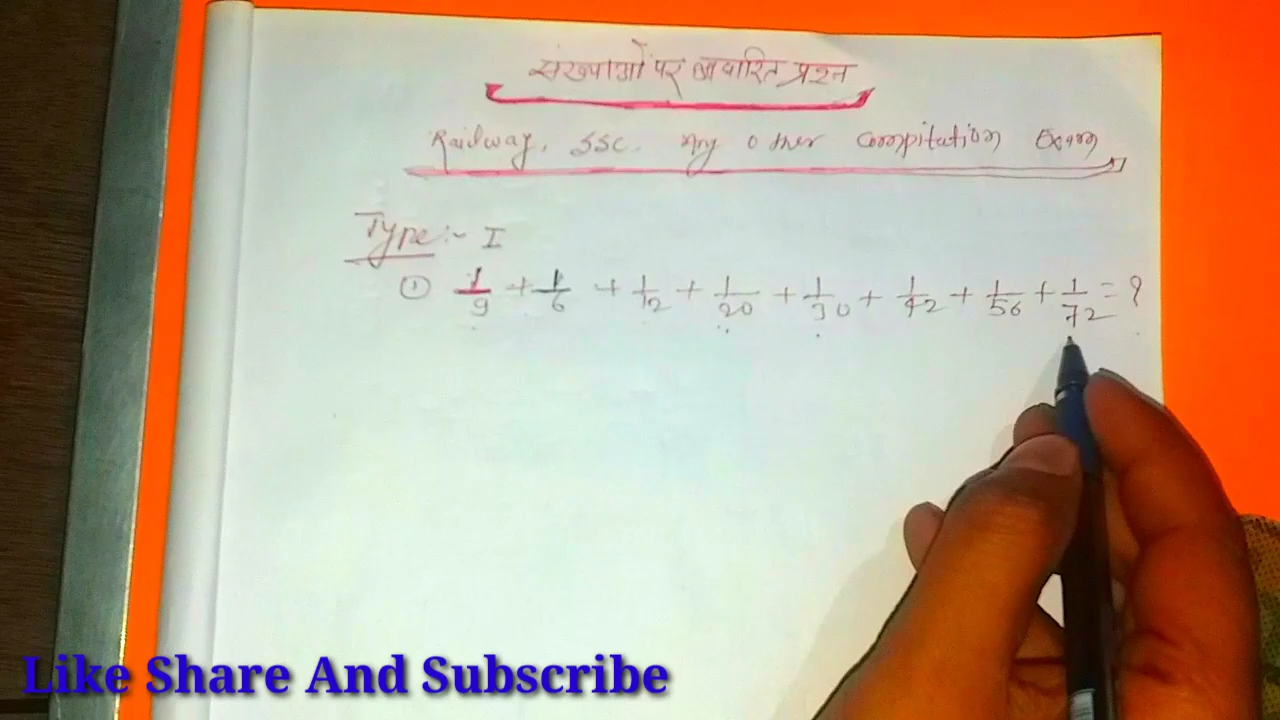 संख्याओं पर आधारित प्रश्न
Railway, SSC. Any other Compitation Exam
Type:- I
① 1/9 + 1/6 + 1/12 + 1/20 + 1/30 + 1/42 + 1/56 + 1/72 = ?
Like Share And Subscribe